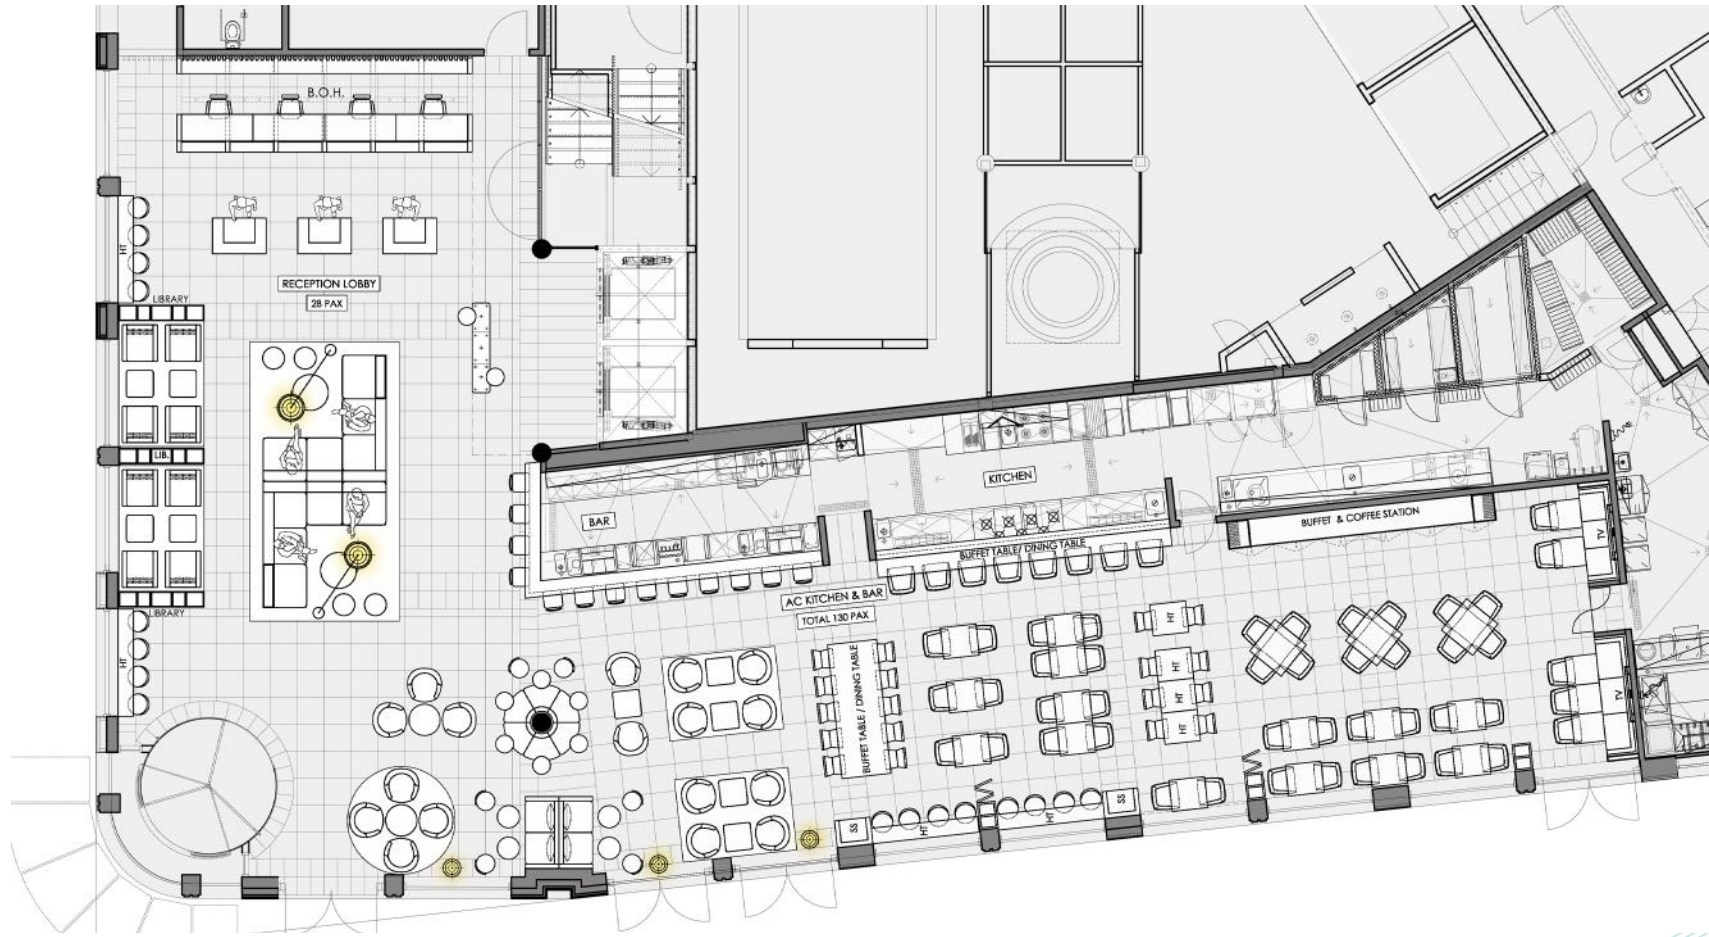 B.O.H.
HT
RECEPTION LOBBY
28 PAX
LIBRARY
LIB.
LIBRARY
HT
KITCHEN
BAR
BUFFET & COFFEE STATION
TV
BUFFET TABLE/ DINING TABLE
AC KITCHEN & BAR
TOTAL 130 PAX
BUFFET TABLE / DINING TABLE
HT
HT
HT
HT
TV
SS
HT
HT
SS